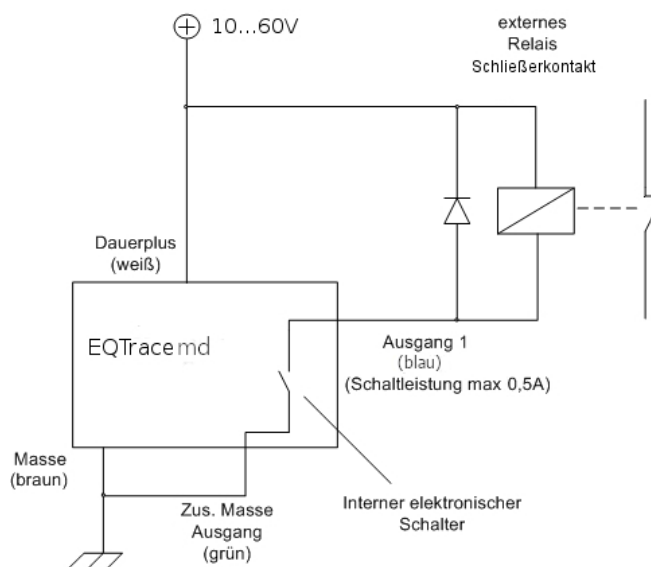 10...60V
externes
Relais
Schließerkontakt
Dauerplus
(weiß)
EQTrace md
Ausgang 1
(blau)
(Schaltleistung max 0,5A)
Masse
(braun)
Zus. Masse
Ausgang
(grün)
Interner elektronischer
Schalter